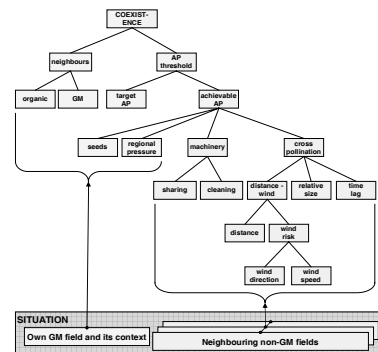 COEXIST-
ENCE
neighbours
AP
threshold
organic
GM
target
AP
achievable
AP
seeds
regional
pressure
machinery
cross
pollination
sharing
cleaning
distance -
wind
relative
size
time
lag
distance
wind
risk
wind
direction
wind
speed
SITUATION
Own GM field and its context
Neighbouring non-GM fields